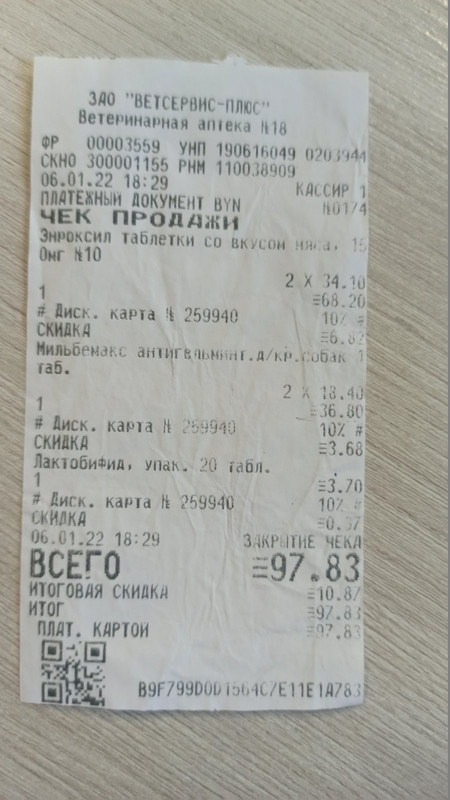 ЗАО "ВЕТСЕРВИС-ПЛЮС"
Ветеринарная аптека №18
ФР 00003559 УНП 190616049 0203944
СКНО 300001155 РНМ 110038909
06.01.22 18:29 КАССИР 1
ПЛАТЕЖНЫЙ ДОКУМЕНТ BYN №0174
ЧЕК ПРОДАЖИ
Энроксил таблетки со вкусом мяса, 15
0мг №10
2 X 34.10
1 ≡68.20
# Диск. карта № 259940 10% #
СКИДКА ≡6.82
Мильбемакс антигельминт.д/кр.собак 1
таб.
2 X 18.40
1 ≡36.80
# Диск. карта № 259940 10% #
СКИДКА ≡3.68
Лактобифид, упак. 20 табл.
1 ≡3.70
# Диск. карта № 259940 10% #
СКИДКА ≡0.37
06.01.22 18:29 ЗАКРЫТИЕ ЧЕКА
ВСЕГО ≡97.83
ИТОГОВАЯ СКИДКА ≡10.87
ИТОГ ≡97.83
ПЛАТ. КАРТОЙ ≡97.83
B9F799D0D1564C7E11E1A783